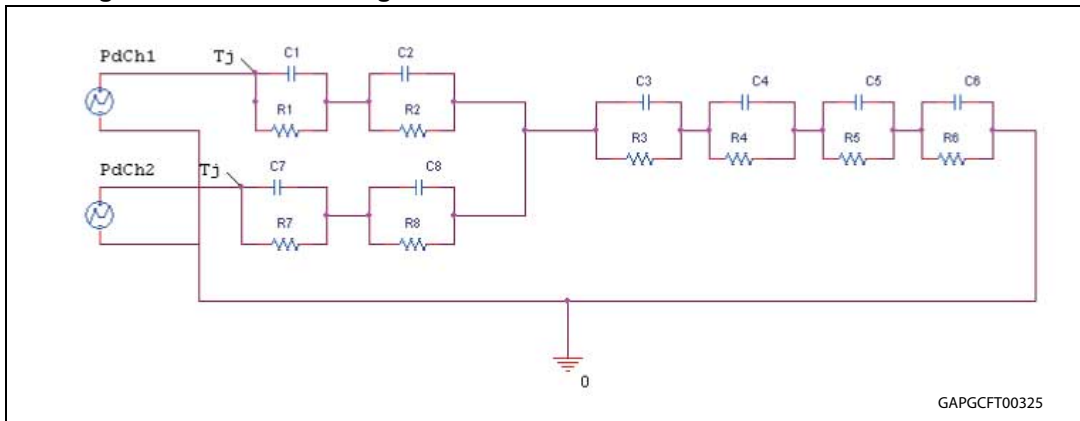 PdCh1
Tj
C1
C2
R1
R2
C3
C4
C5
C6
R3
R4
R5
R6
PdCh2
Tj
C7
C8
R7
R8
0
GAPGCFT00325